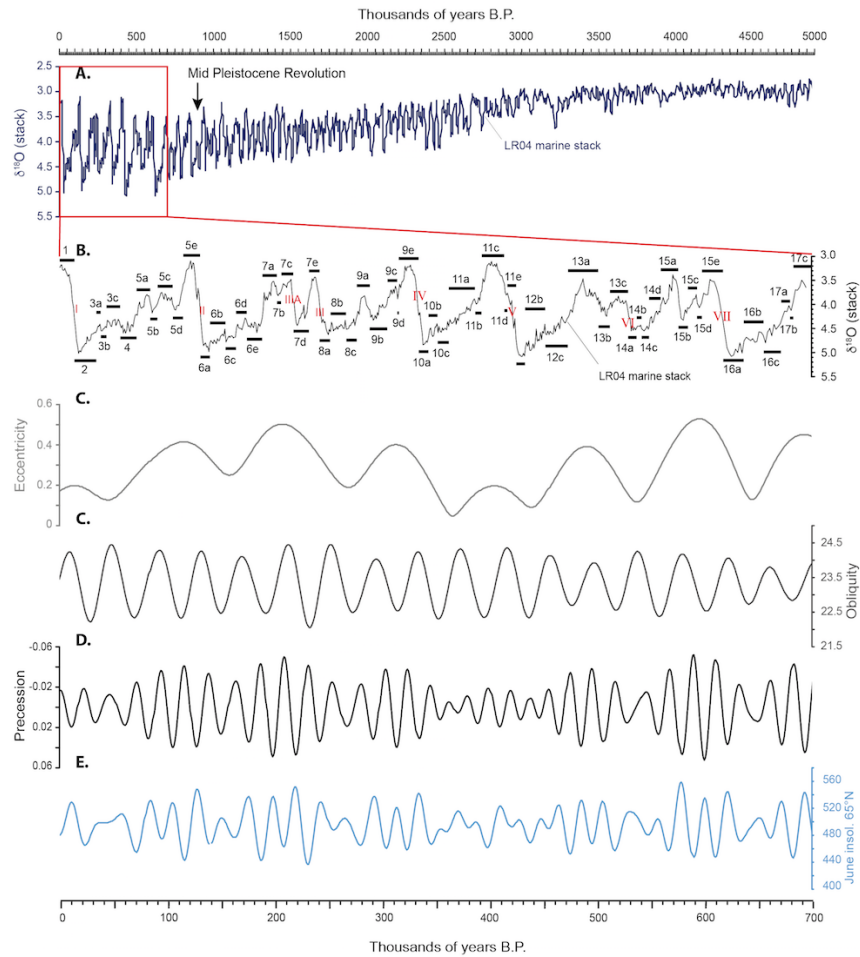 Thousands of years B.P.
0 500 1000 1500 2000 2500 3000 3500 4000 4500 5000
A.
Mid Pleistocene Revolution
2.5
3.0
3.5
4.0
4.5
5.0
5.5
δ¹⁸O (stack)
LR04 marine stack
B.
1 2 3a 3b 3c 4 5a 5b 5c 5d 5e 6a 6b 6c 6d 6e 7a 7b 7c 7d 7e 8a 8b 8c 9a 9b 9c 9d 9e 10a 10b 10c 11a 11b 11c 11d 11e 12b 12c 13a 13b 13c 14a 14b 14c 14d 15a 15b 15c 15d 15e 16a 16b 16c 17a 17b 17c
I II IIIA III IV V VI VII
3.0
3.5
4.0
4.5
5.0
5.5
δ¹⁸O (stack)
LR04 marine stack
C.
0.6
0.4
0.2
0
Eccentricity
C.
24.5
23.5
22.5
21.5
Obliquity
D.
-0.06
-0.02
0.02
0.06
Precession
E.
560
520
480
440
400
June insol. 65°N
0 100 200 300 400 500 600 700
Thousands of years B.P.